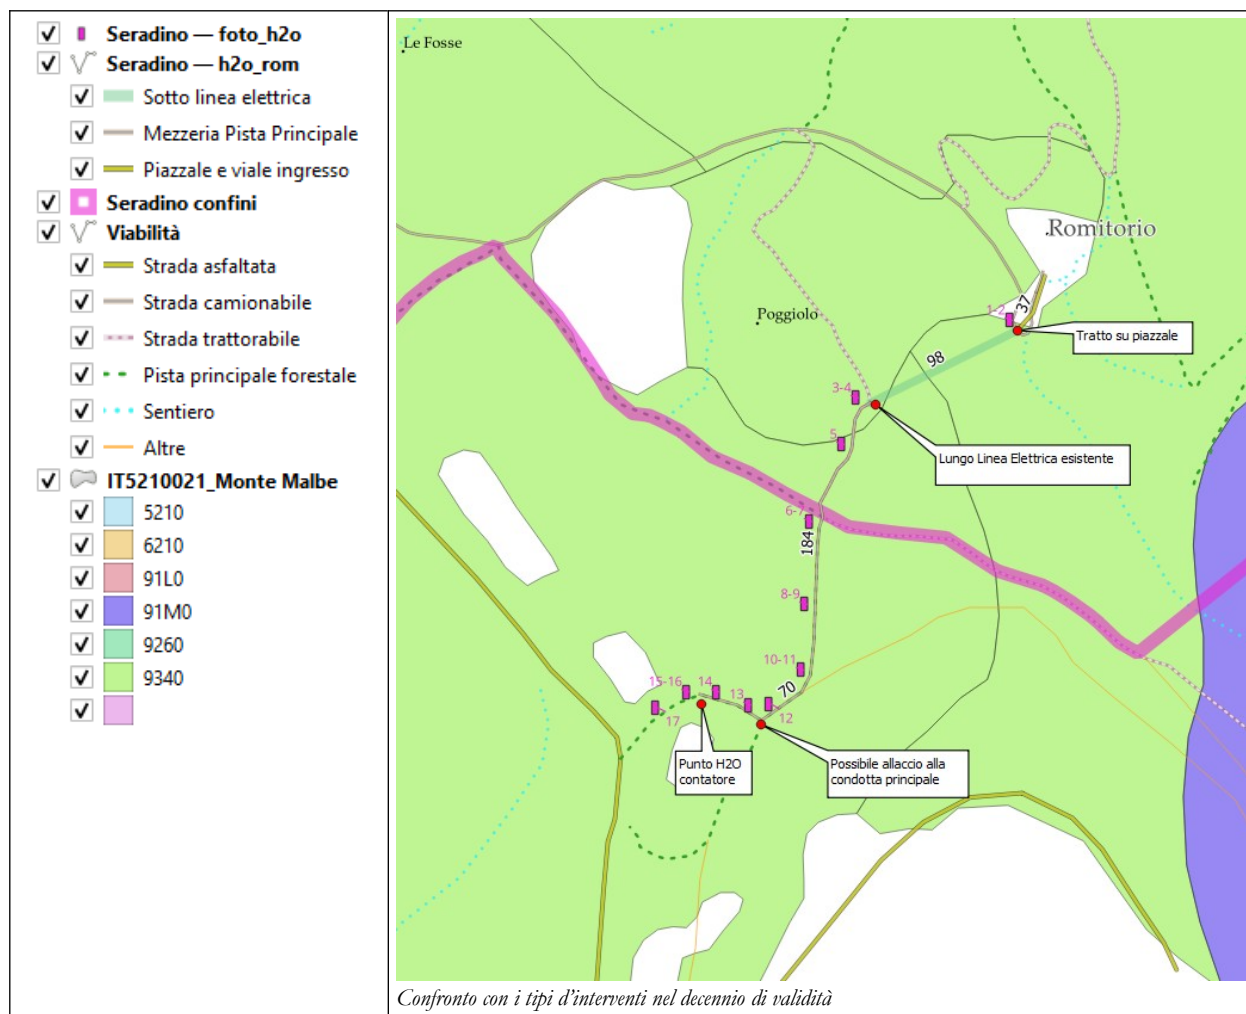 Seradino — foto_h2o
Seradino — h2o_rom
Sotto linea elettrica
Mezzeria Pista Principale
Piazzale e viale ingresso
Seradino confini
Viabilità
Strada asfaltata
Strada camionabile
Strada trattorabile
Pista principale forestale
Sentiero
Altre
IT5210021_Monte Malbe
5210
6210
91L0
91M0
9260
9340
Le Fosse
Romitorio
Poggiolo
1-2
37
Tratto su piazzale
98
3-4
5
Lungo Linea Elettrica esistente
6-7
184
8-9
10-11
70
15-16
14
13
12
17
Punto H2O
contatore
Possibile allaccio alla
condotta principale
Confronto con i tipi d'interventi nel decennio di validità